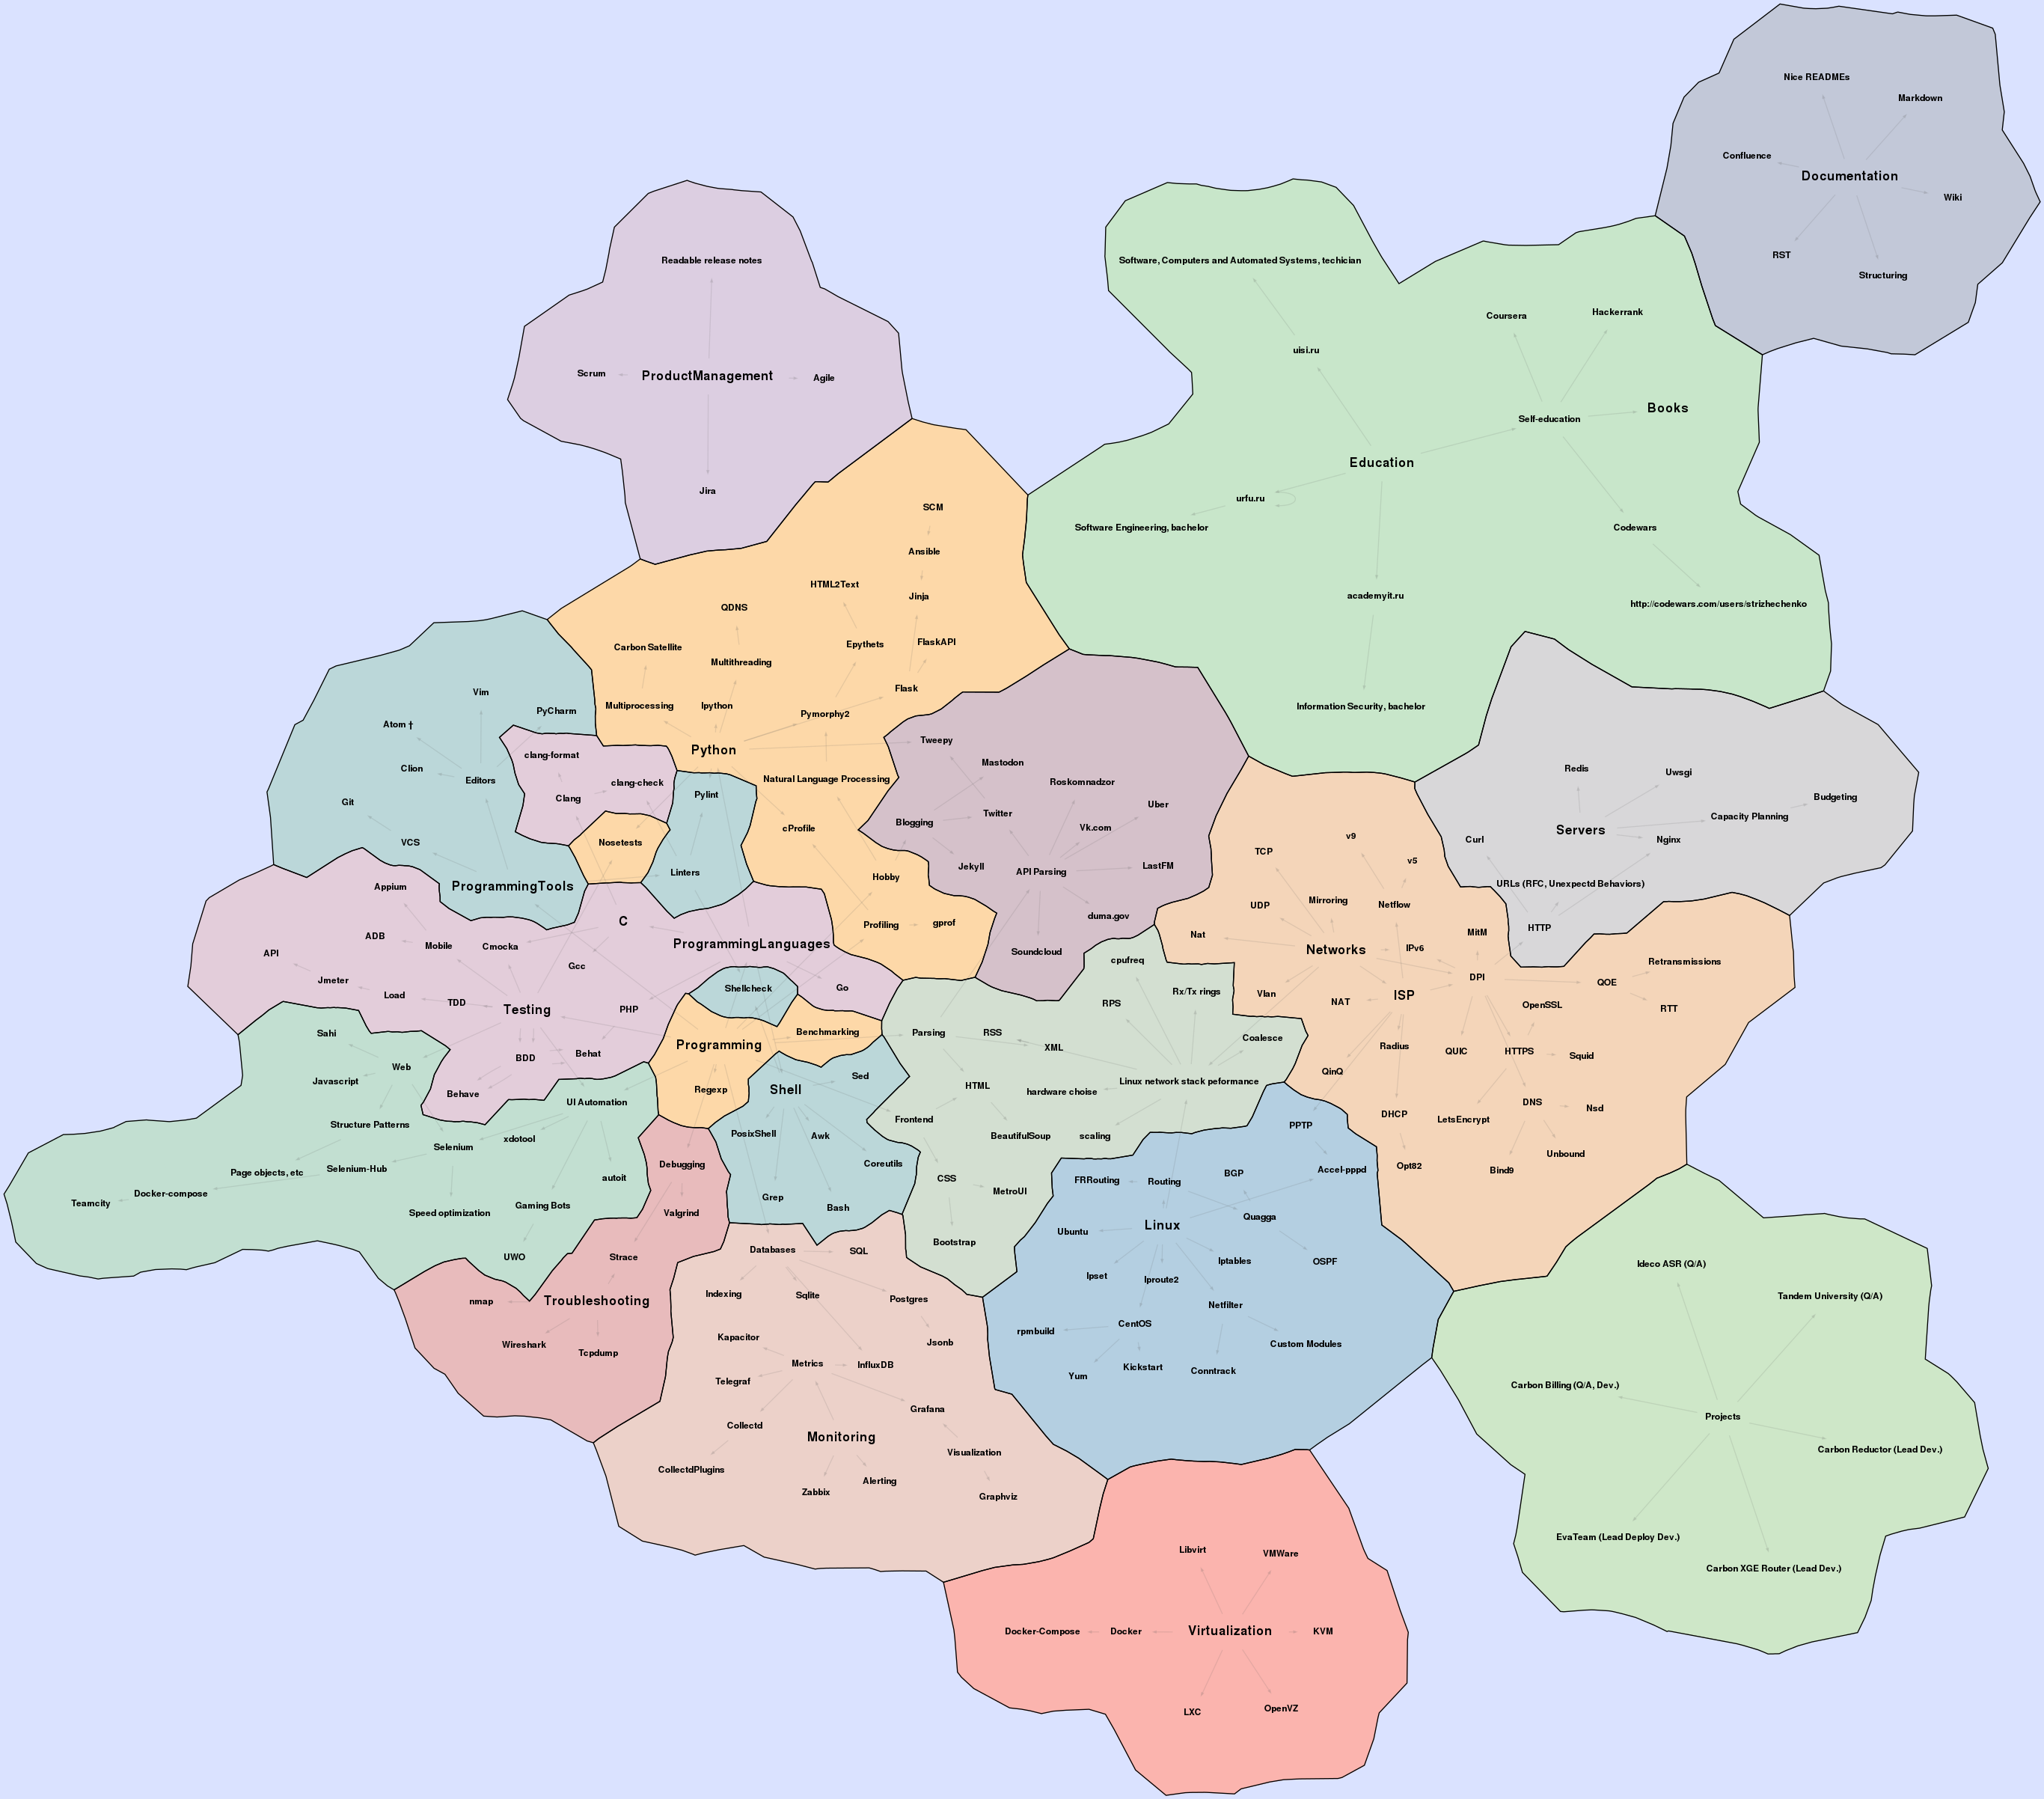 Nice READMEs
Markdown
Confluence
Documentation
Wiki
RST
Structuring
Readable release notes
Scrum
ProductManagement
Agile
Jira
Software, Computers and Automated Systems, techician
uisi.ru
Coursera
Hackerrank
Self-education
Books
Education
urfu.ru
Software Engineering, bachelor
Codewars
academyit.ru
http://codewars.com/users/strizhechenko
Information Security, bachelor
SCM
Ansible
HTML2Text
Jinja
QDNS
Carbon Satellite
Multithreading
Epythets
FlaskAPI
Flask
Multiprocessing
Ipython
Pymorphy2
Python
Natural Language Processing
cProfile
Hobby
Profiling
gprof
Vim
PyCharm
Atom †
Clion
Editors
Git
VCS
ProgrammingTools
clang-format
clang-check
Clang
Pylint
Nosetests
Linters
Tweepy
Mastodon
Roskomnadzor
Blogging
Twitter
Uber
Vk.com
Jekyll
API Parsing
LastFM
duma.gov
Soundcloud
Redis
Uwsgi
Budgeting
Capacity Planning
Servers
Nginx
Curl
URLs (RFC, Unexpectd Behaviors)
HTTP
v9
TCP
v5
Mirroring
UDP
Netflow
Nat
Networks
IPv6
MitM
DPI
Retransmissions
QOE
Vlan
NAT
ISP
OpenSSL
RTT
Radius
QUIC
HTTPS
Squid
QinQ
DHCP
LetsEncrypt
DNS
Nsd
Opt82
Unbound
Bind9
Appium
ADB
API
Mobile
Cmocka
C
ProgrammingLanguages
Gcc
Jmeter
Load
TDD
Testing
PHP
Go
BDD
Behat
Behave
Shellcheck
Benchmarking
Programming
Regexp
Sahi
Web
Javascript
UI Automation
Structure Patterns
xdotool
Selenium
Page objects, etc
Selenium-Hub
autoit
Docker-compose
Teamcity
Speed optimization
Gaming Bots
UWO
Shell
Sed
PosixShell
Awk
Coreutils
Grep
Bash
cpufreq
RPS
Rx/Tx rings
Parsing
RSS
XML
Coalesce
HTML
hardware choise
Linux network stack peformance
Frontend
BeautifulSoup
scaling
CSS
MetroUI
Bootstrap
Debugging
Valgrind
Strace
nmap
Troubleshooting
Wireshark
Tcpdump
Databases
SQL
Indexing
Sqlite
Postgres
Kapacitor
Jsonb
Metrics
InfluxDB
Telegraf
Grafana
Collectd
Monitoring
Visualization
CollectdPlugins
Alerting
Zabbix
Graphviz
PPTP
Accel-pppd
FRRouting
Routing
BGP
Quagga
Ubuntu
Linux
Iptables
OSPF
Ipset
Iproute2
Netfilter
rpmbuild
CentOS
Custom Modules
Kickstart
Conntrack
Yum
Ideco ASR (Q/A)
Tandem University (Q/A)
Carbon Billing (Q/A, Dev.)
Projects
Carbon Reductor (Lead Dev.)
EvaTeam (Lead Deploy Dev.)
Carbon XGE Router (Lead Dev.)
Libvirt
VMWare
Docker-Compose
Docker
Virtualization
KVM
LXC
OpenVZ